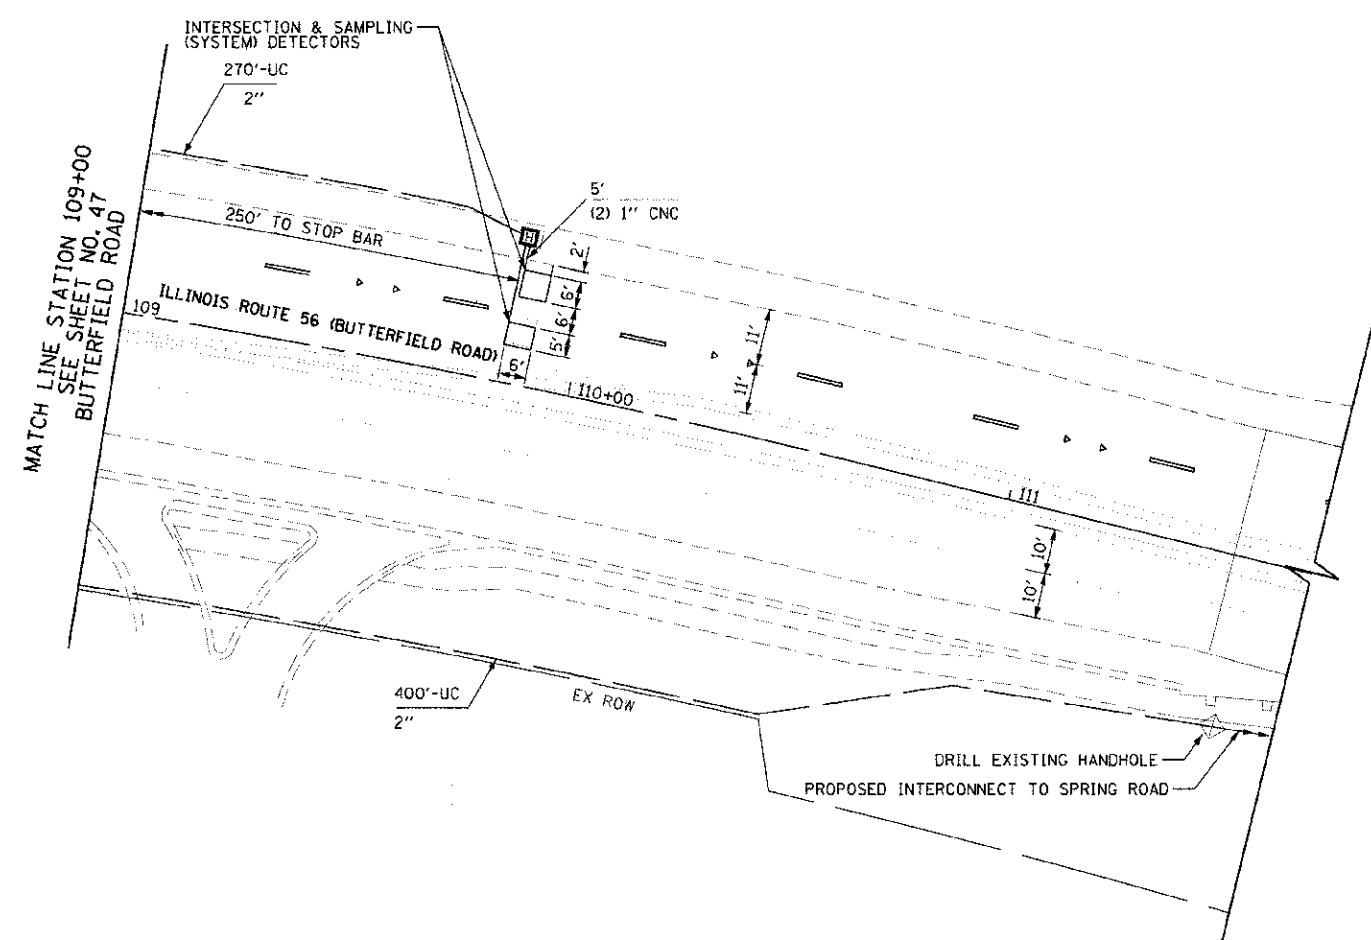 INTERSECTION & SAMPLING
(SYSTEM) DETECTORS
270'-UC
2"
MATCH LINE STATION 109+00
SEE SHEET NO. 47
BUTTERFIELD ROAD
5'
(2) 1" CNC
250' TO STOP BAR
H
2'
6'
6'
5'
6'
109
ILLINOIS ROUTE 56 (BUTTERFIELD ROAD)
110+00
11'
11'
111
10'
10'
400'-UC
2"
EX ROW
DRILL EXISTING HANDHOLE
PROPOSED INTERCONNECT TO SPRING ROAD